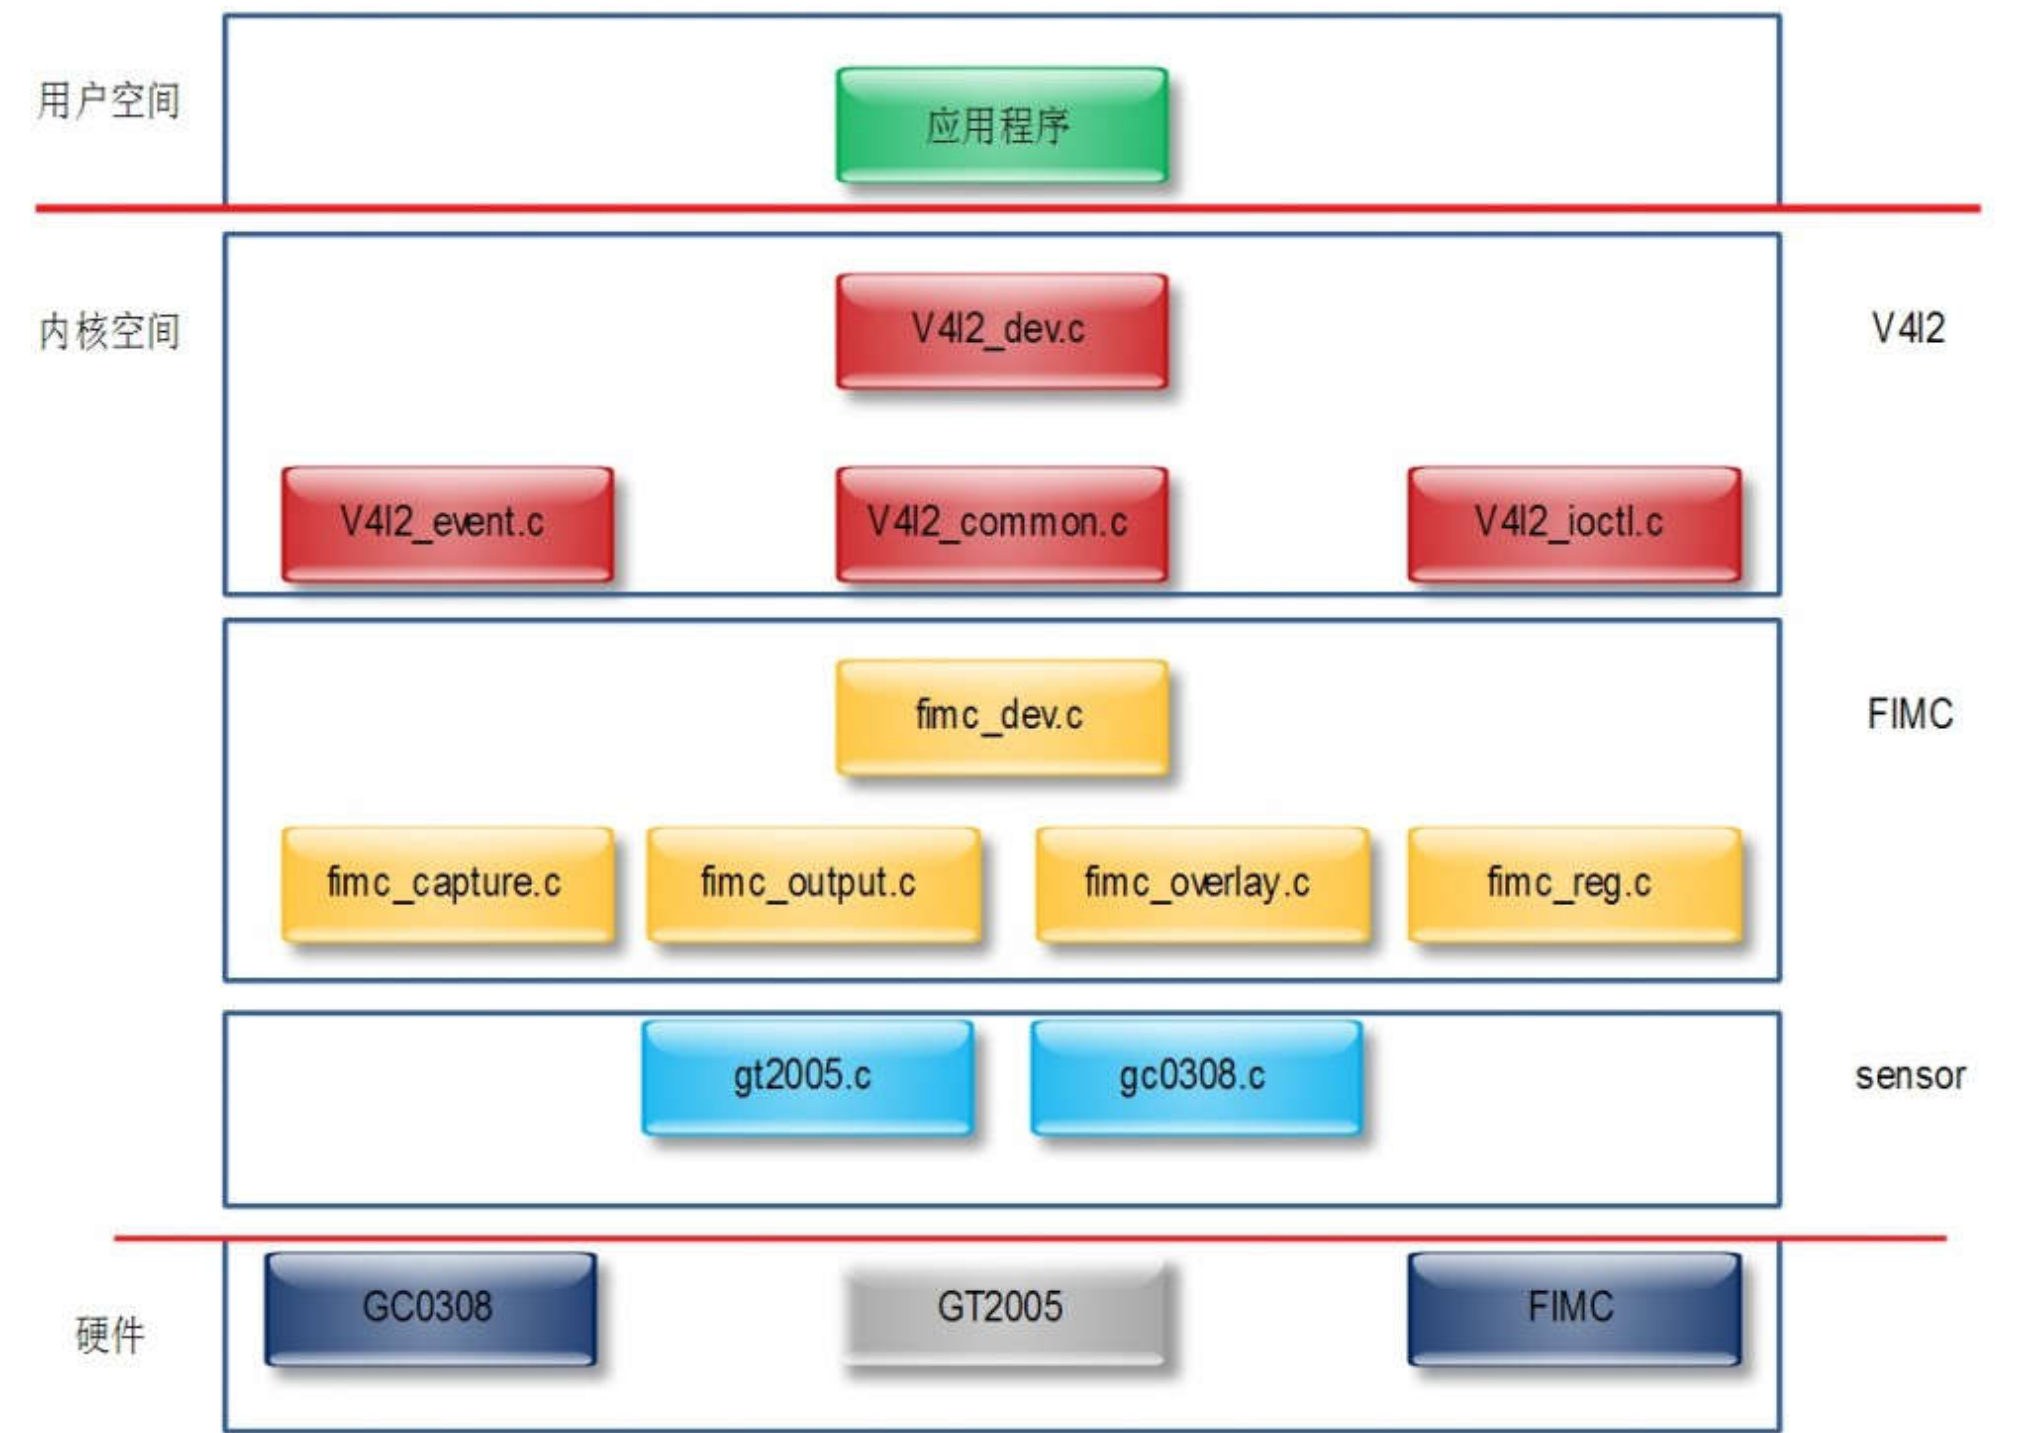 用户空间
应用程序
内核空间
V4l2_dev.c
V4l2
V4l2_event.c
V4l2_common.c
V4l2_ioctl.c
fimc_dev.c
FIMC
fimc_capture.c
fimc_output.c
fimc_overlay.c
fimc_reg.c
gt2005.c
gc0308.c
sensor
硬件
GC0308
GT2005
FIMC